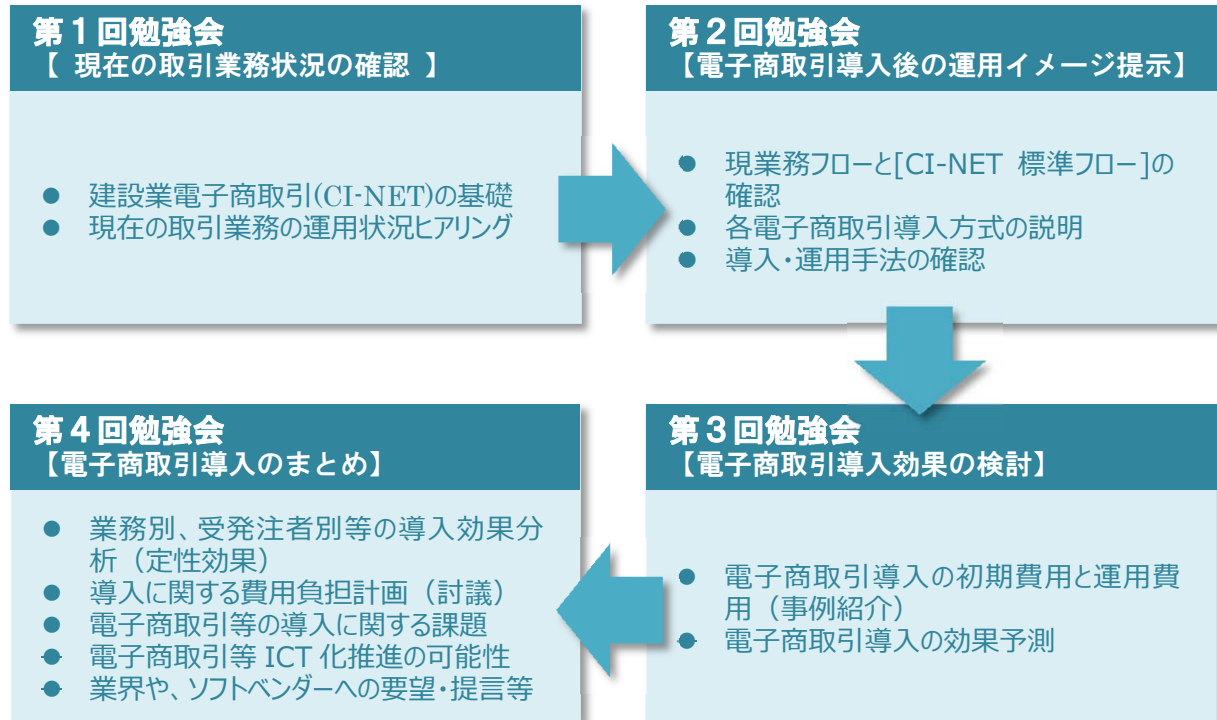 第１回勉強会
【 現在の取引業務状況の確認 】
● 建設業電子商取引(CI-NET)の基礎
● 現在の取引業務の運用状況ヒアリング
第２回勉強会
【電子商取引導入後の運用イメージ提示】
● 現業務フローと[CI-NET 標準フロー]の
確認
● 各電子商取引導入方式の説明
● 導入・運用手法の確認
第３回勉強会
【電子商取引導入効果の検討】
● 電子商取引導入の初期費用と運用費
用（事例紹介）
● 電子商取引導入の効果予測
第４回勉強会
【電子商取引導入のまとめ】
● 業務別、受発注者別等の導入効果分
析（定性効果）
● 導入に関する費用負担計画（討議）
● 電子商取引等の導入に関する課題
● 電子商取引等 ICT 化推進の可能性
● 業界や、ソフトベンダーへの要望・提言等